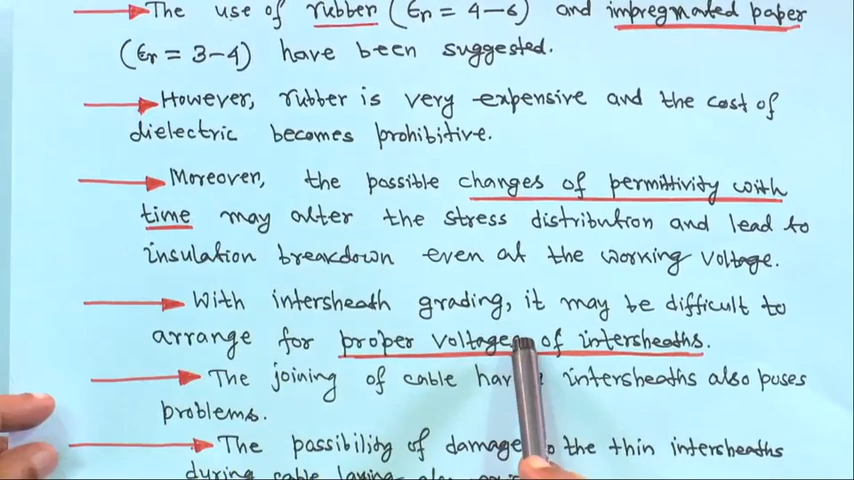 The use of rubber (εr = 4-6) and impregnated paper
(εr = 3-4) have been suggested.
However, rubber is very expensive and the cost of
dielectric becomes prohibitive.
Moreover, the possible changes of permittivity with
time may alter the stress distribution and lead to
insulation breakdown even at the working voltage.
With intersheath grading, it may be difficult to
arrange for proper voltages of intersheaths.
The joining of cable intersheaths also poses
problems.
The possibility of damage the thin intersheaths
during cable laying